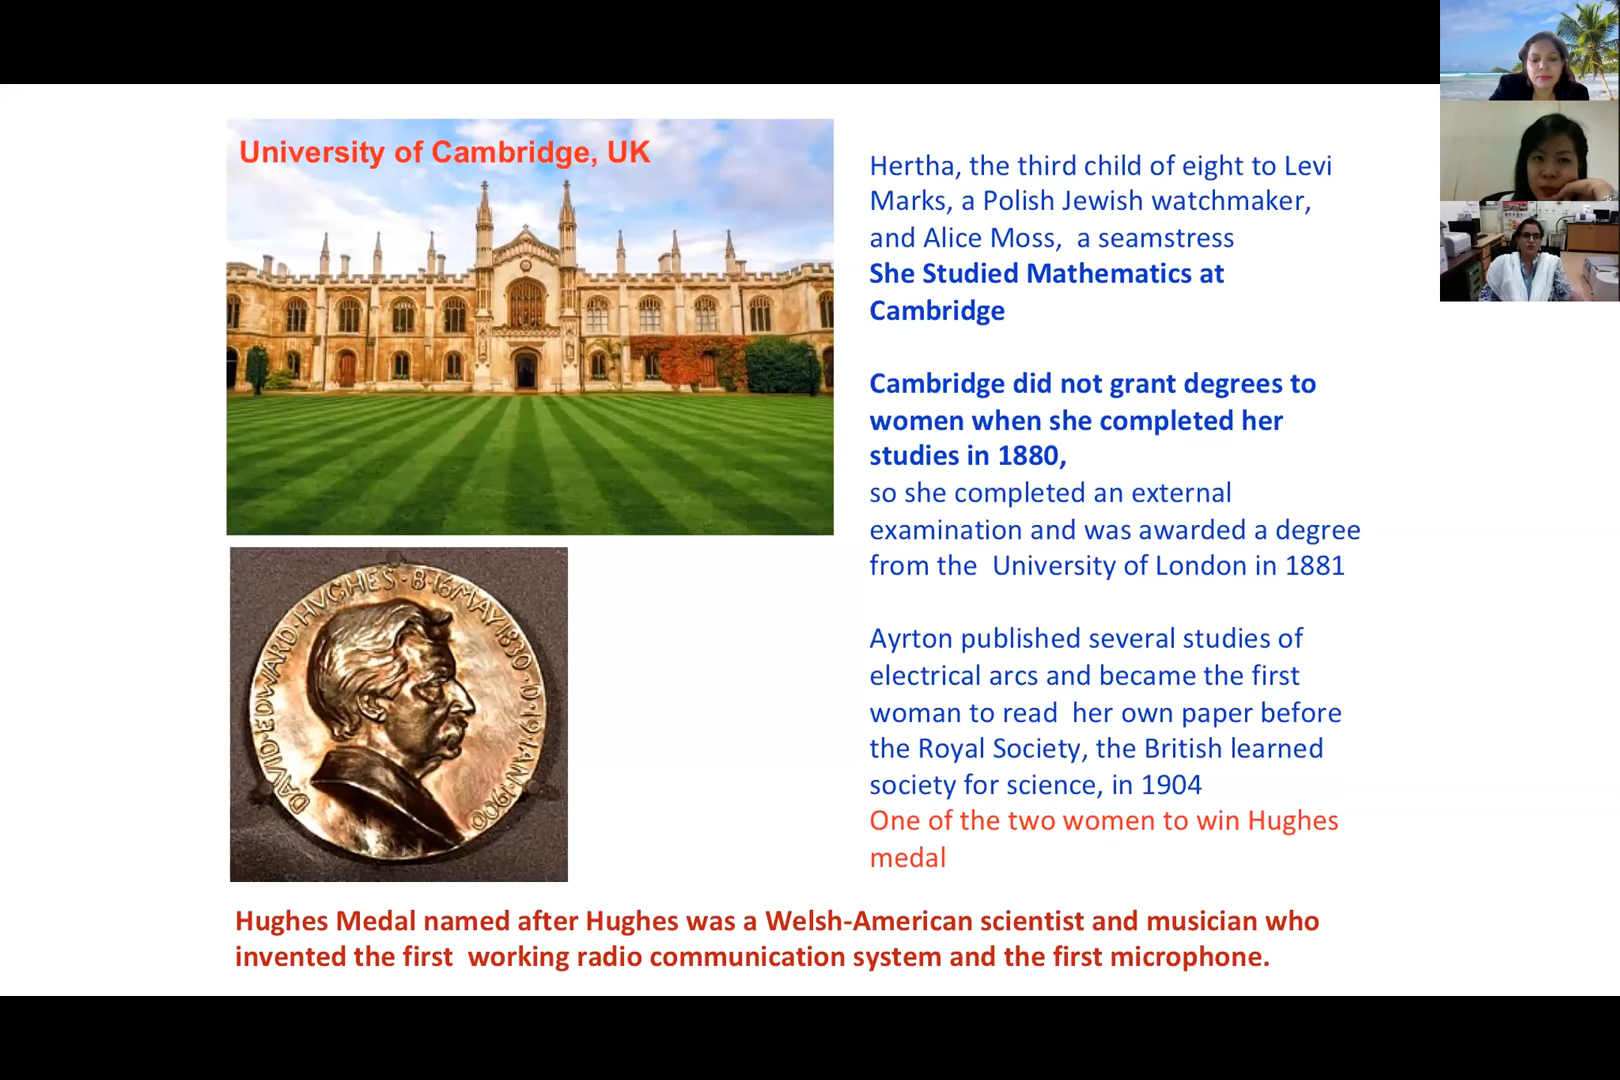 University of Cambridge, UK
Hertha, the third child of eight to Levi
Marks, a Polish Jewish watchmaker,
and Alice Moss, a seamstress
She Studied Mathematics at
Cambridge
Cambridge did not grant degrees to
women when she completed her
studies in 1880,
so she completed an external
examination and was awarded a degree
from the University of London in 1881
Ayrton published several studies of
electrical arcs and became the first
woman to read her own paper before
the Royal Society, the British learned
society for science, in 1904
One of the two women to win Hughes
medal
DAVID·EDWARD·HVGHES·B·16MAY1830·D·19·IAN·1900
Hughes Medal named after Hughes was a Welsh-American scientist and musician who
invented the first working radio communication system and the first microphone.